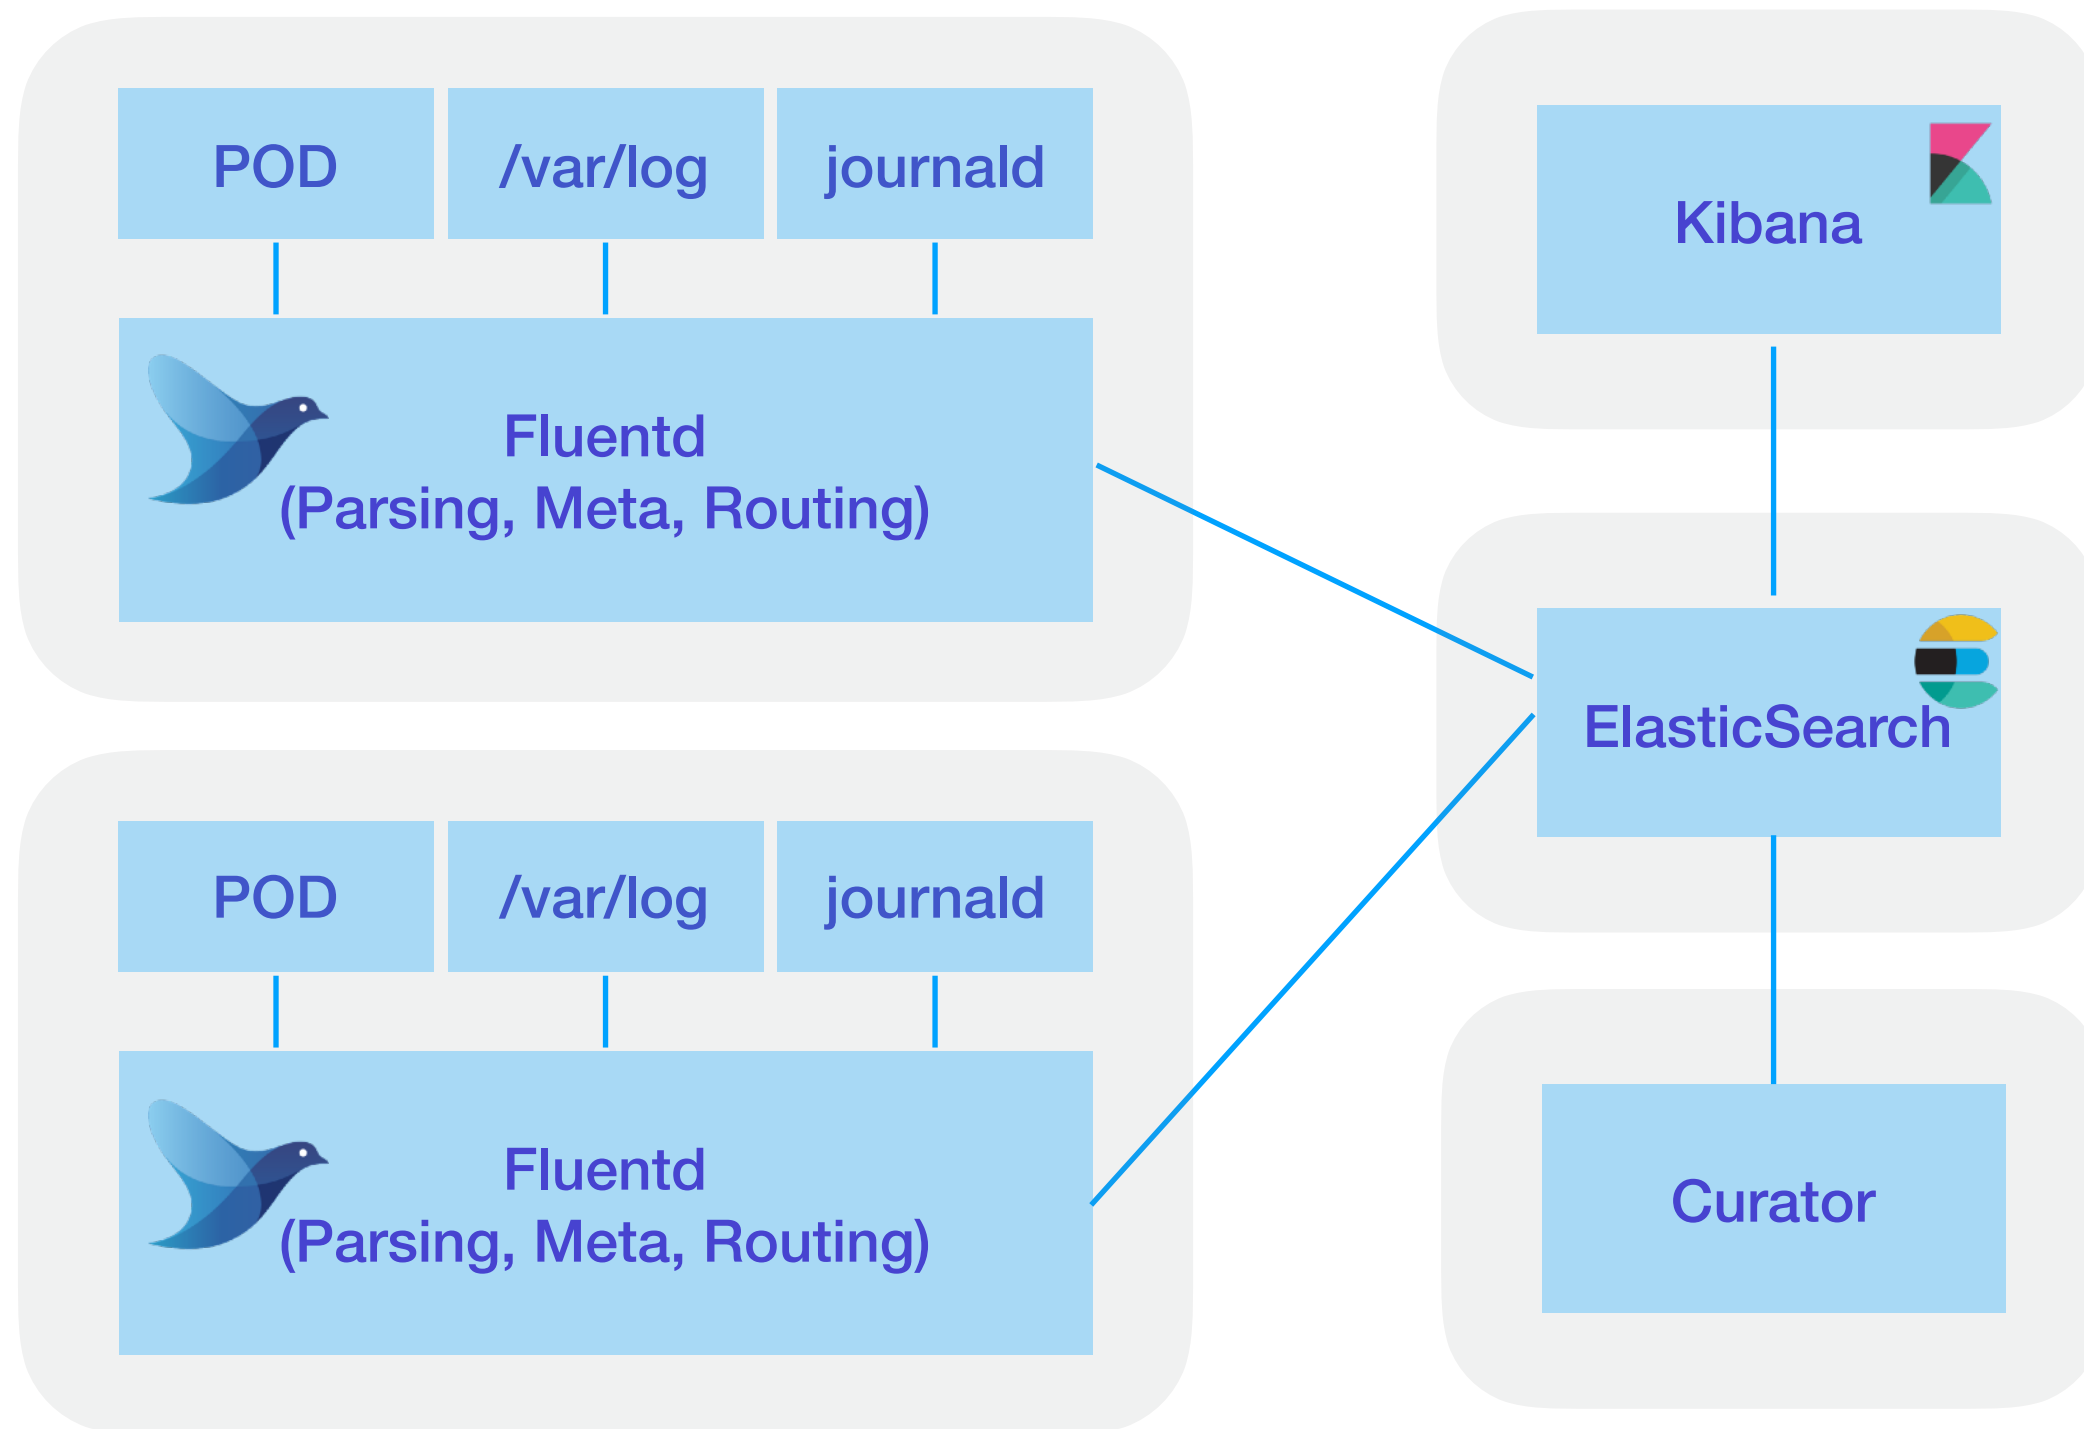 POD
/var/log
journald
Fluentd
(Parsing, Meta, Routing)
POD
/var/log
journald
Fluentd
(Parsing, Meta, Routing)
Kibana
ElasticSearch
Curator